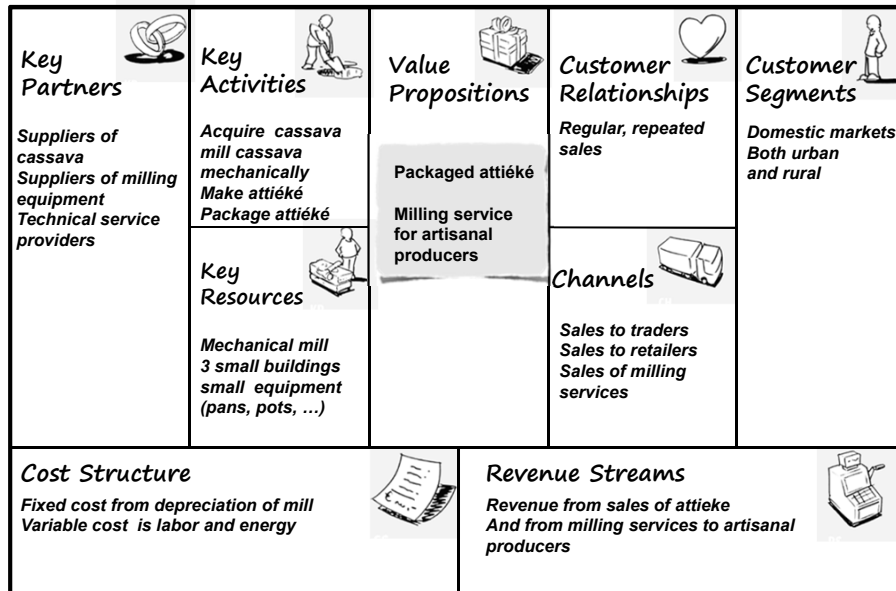 Key
Partners
Suppliers of
cassava
Suppliers of milling
equipment
Technical service
providers
Key
Activities
Acquire cassava
mill cassava
mechanically
Make attiéké
Package attiéké
Key
Resources
Mechanical mill
3 small buildings
small equipment
(pans, pots, …)
Value
Propositions
Packaged attiéké
Milling service
for artisanal
producers
Customer
Relationships
Regular, repeated
sales
Channels
Sales to traders
Sales to retailers
Sales of milling
services
Customer
Segments
Domestic markets
Both urban
and rural
Cost Structure
Fixed cost from depreciation of mill
Variable cost is labor and energy
Revenue Streams
Revenue from sales of attieke
And from milling services to artisanal
producers